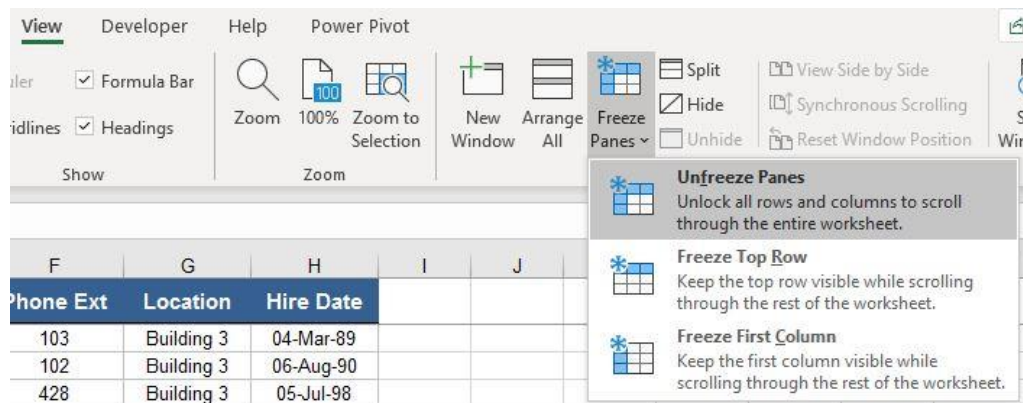 View Developer Help Power Pivot
Formula Bar
Headings
Show
Zoom
100
100%
Zoom to
Selection
Zoom
New
Window
Arrange
All
Freeze
Panes
Split
Hide
Unhide
View Side by Side
Synchronous Scrolling
Reset Window Position
Unfreeze Panes
Unlock all rows and columns to scroll
through the entire worksheet.
Freeze Top Row
Keep the top row visible while scrolling
through the rest of the worksheet.
Freeze First Column
Keep the first column visible while
scrolling through the rest of the worksheet.
F G H I J
Phone Ext Location Hire Date
103 Building 3 04-Mar-89
102 Building 3 06-Aug-90
428 Building 3 05-Jul-98